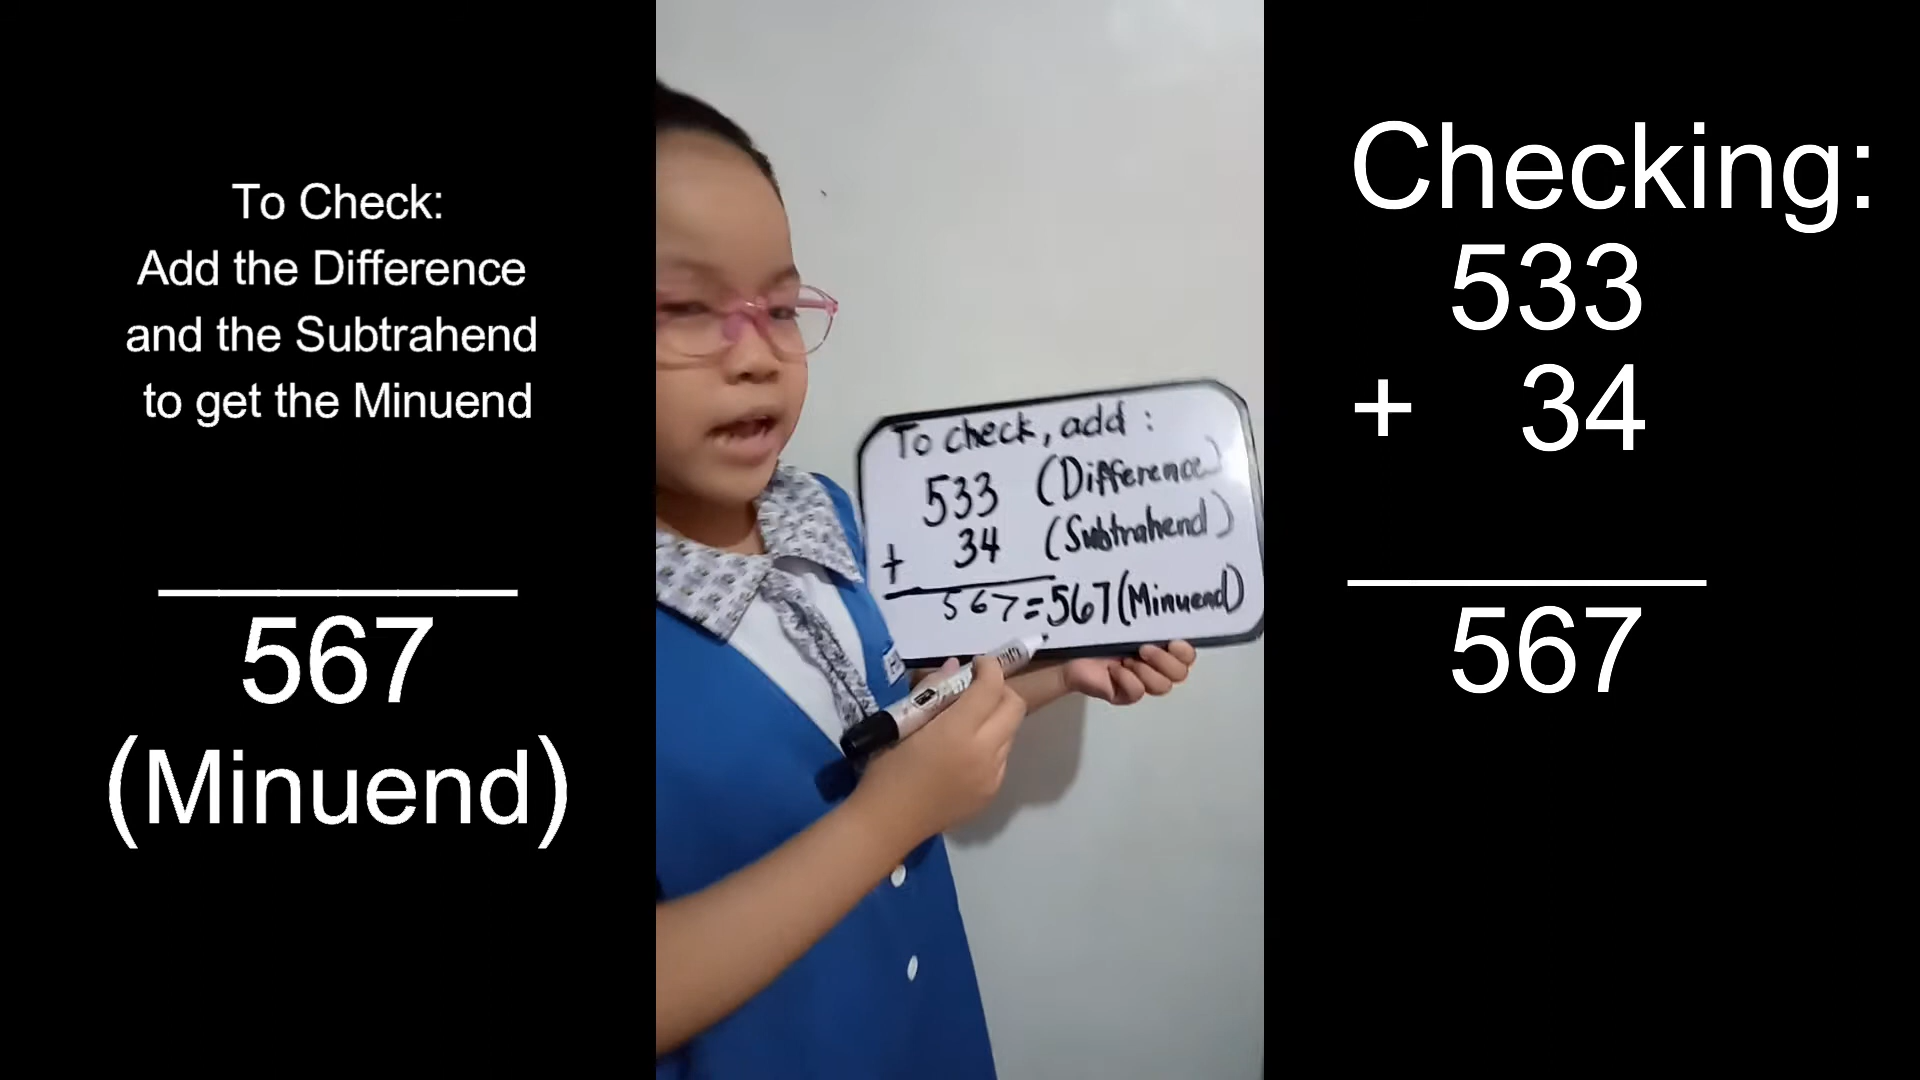 To Check:
Add the Difference
and the Subtrahend
to get the Minuend
567
(Minuend)
To check, add :
533 (Difference)
+ 34 (Subtrahend)
567=567(Minuend)
Checking:
533
+ 34
567